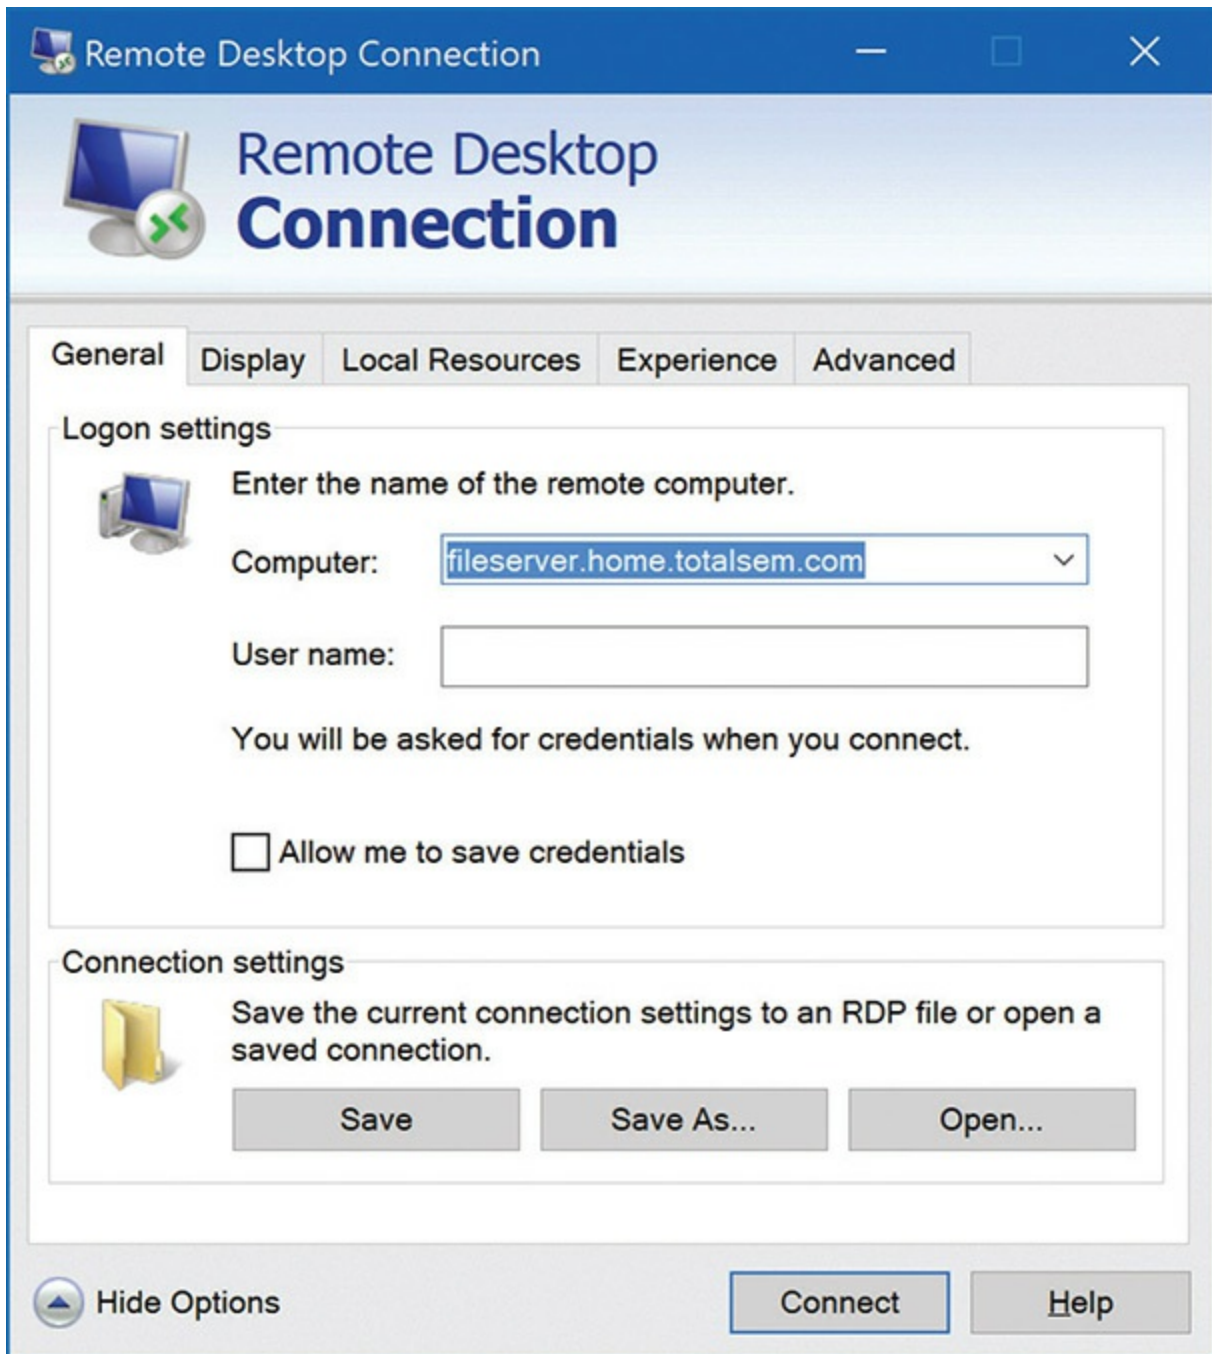 Remote Desktop Connection
Remote Desktop
Connection
General Display Local Resources Experience Advanced
Logon settings
Enter the name of the remote computer.
Computer: fileserver.home.totalsem.com
User name:
You will be asked for credentials when you connect.
Allow me to save credentials
Connection settings
Save the current connection settings to an RDP file or open a
saved connection.
Save Save As... Open...
Hide Options Connect Help